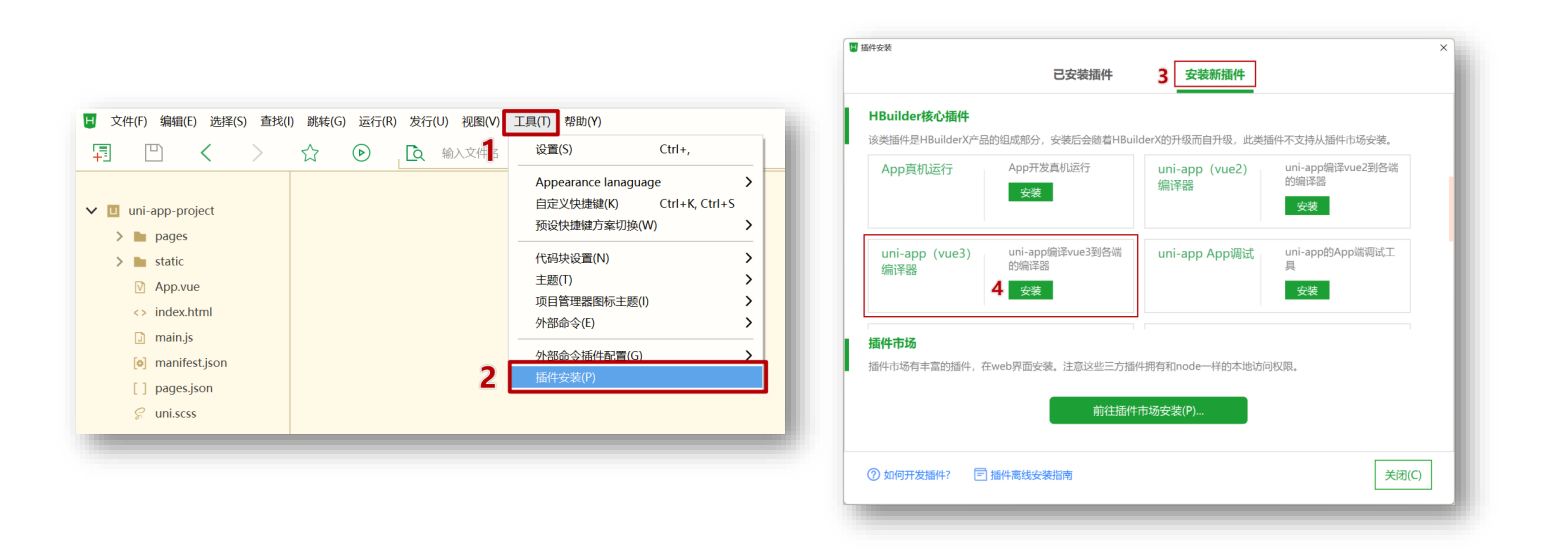 文件(F) 编辑(E) 选择(S) 查找(I) 跳转(G) 运行(R) 发行(U) 视图(V) 工具(T) 帮助(Y)
1
输入文件名
设置(S) Ctrl+,
Appearance lanaguage
自定义快捷键(K) Ctrl+K, Ctrl+S
预设快捷键方案切换(W)
代码块设置(N)
主题(T)
项目管理器图标主题(I)
外部命令(E)
外部命令插件配置(G)
2
插件安装(P)
uni-app-project
pages
static
App.vue
index.html
main.js
manifest.json
pages.json
uni.scss
插件安装
已安装插件
3
安装新插件
HBuilder核心插件
该类插件是HBuilderX产品的组成部分，安装后会随着HBuilderX的升级而自升级，此类插件不支持从插件市场安装。
App真机运行
App开发真机运行
安装
uni-app（vue2）
编译器
uni-app编译vue2到各端
的编译器
安装
uni-app（vue3）
编译器
uni-app编译vue3到各端
的编译器
4
安装
uni-app App调试
uni-app的App端调试工
具
安装
插件市场
插件市场有丰富的插件，在web界面安装。注意这些三方插件拥有和node一样的本地访问权限。
前往插件市场安装(P)...
如何开发插件?
插件离线安装指南
关闭(C)